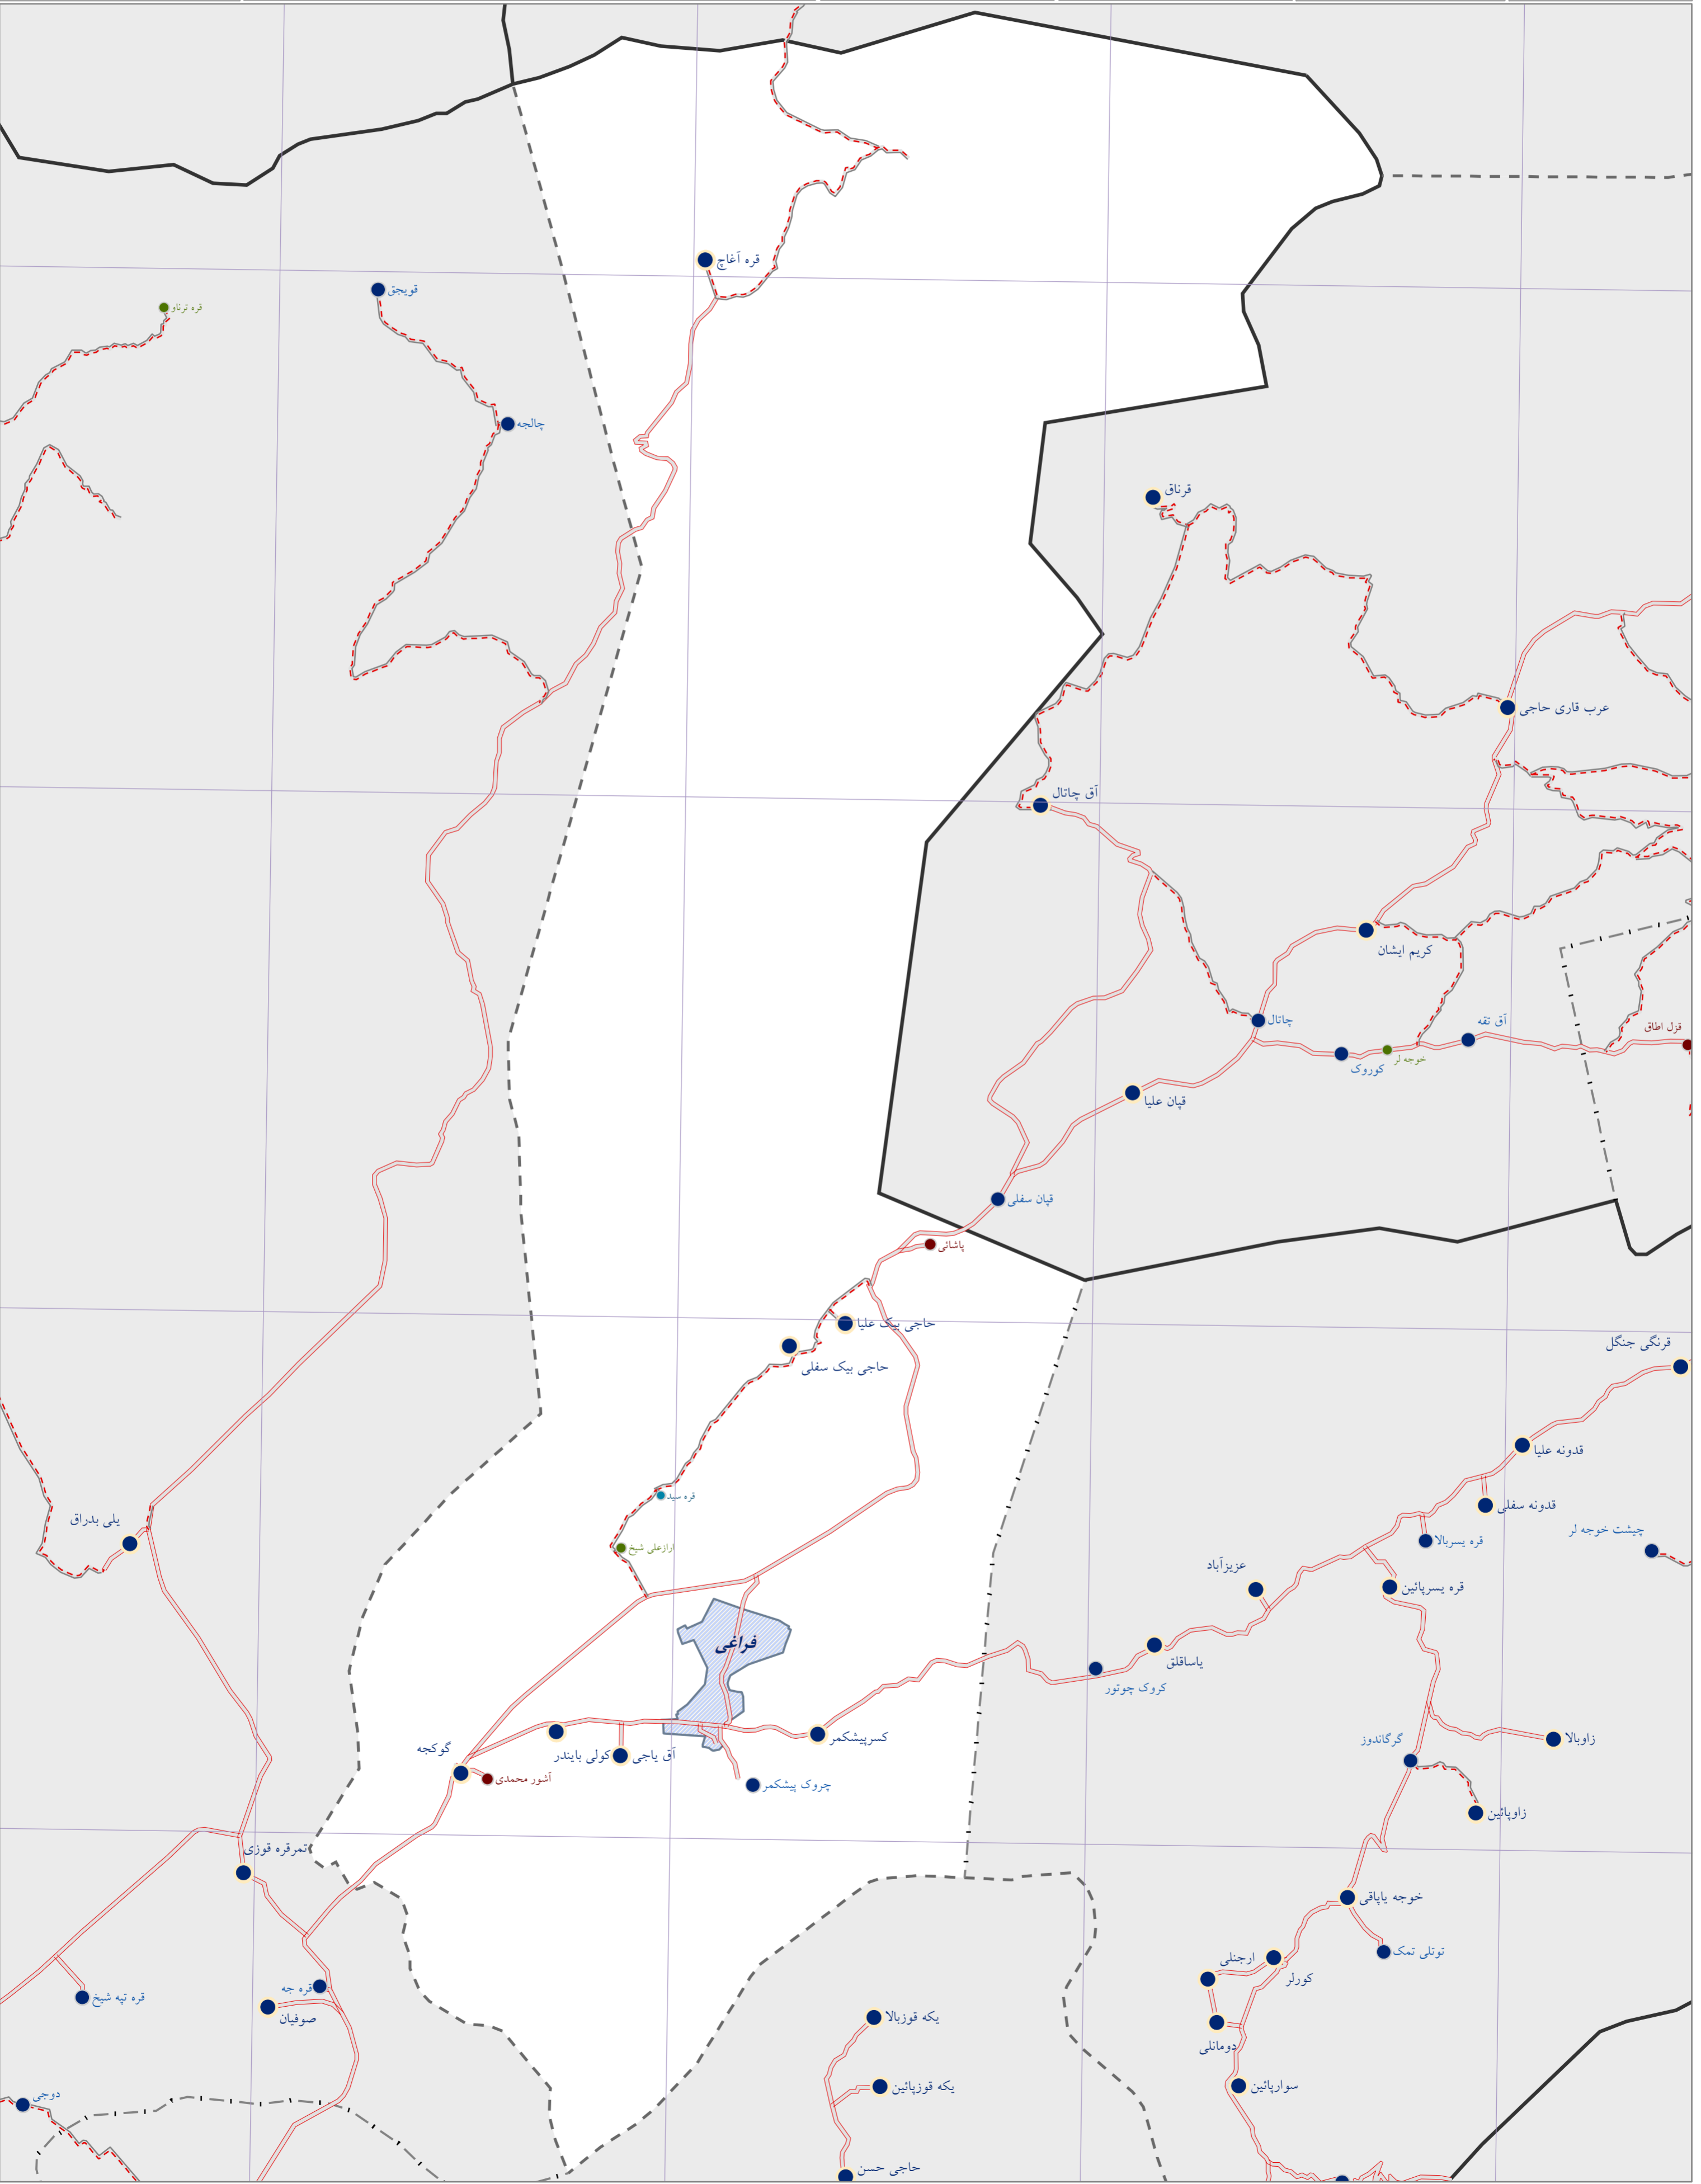 قره آغاج
قویجق
قره ترناو
چالجه
قرناق
عرب قاری حاجی
آق چاتال
کریم ایشان
چاتال
آق تقه
قزل اطاق
خوجه لر
کوروک
قپان علیا
قپان سفلی
پاشائی
حاجی بیک علیا
حاجی بیک سفلی
قرنگی جنگل
قدونه علیا
قره سید
قدونه سفلی
یلی بدراق
چیشت خوجه لر
قره یسربالا
ارازعلی شیخ
عزیزآباد
قره یسرپائین
فراغی
یاساقلق
کروک چوتور
کسرپیشکمر
زاوبالا
گرگاندوز
گوکجه
کولی بایندر
آق یاجی
آشور محمدی
چروک پیشکمر
زاوپائین
تمرقره قوزی
خوجه یاپاقی
توتلی تمک
ارجنلی
کورلر
قره جه
قره تپه شیخ
صوفیان
یکه قوزبالا
دومانلی
یکه قوزپائین
سوارپائین
دوجی
حاجی حسن